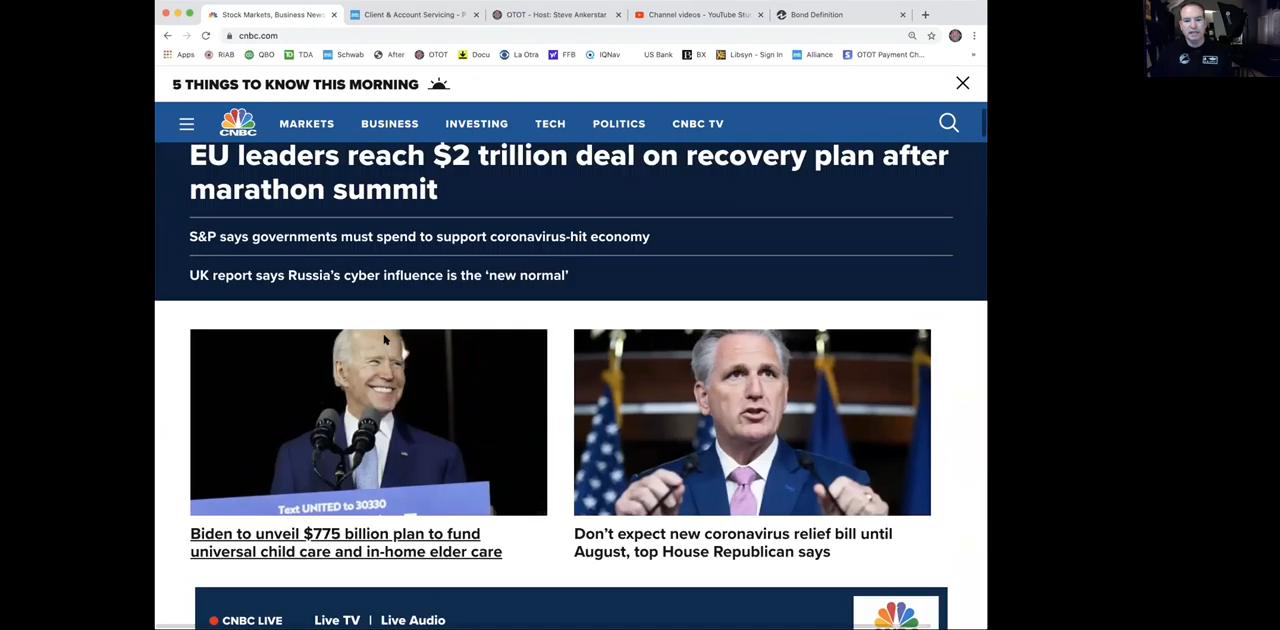 Stock Markets, Business News
Client & Account Servicing - P
OTOT - Host: Steve Ankerstar
Channel videos - YouTube Stu
Bond Definition
cnbc.com
Apps RIAB QBO TDA Schwab After OTOT Docu La Otra FFB IQNav US Bank BX Libsyn - Sign In Alliance OTOT Payment Ch... »
5 THINGS TO KNOW THIS MORNING
CNBC MARKETS BUSINESS INVESTING TECH POLITICS CNBC TV
EU leaders reach $2 trillion deal on recovery plan after
marathon summit
S&P says governments must spend to support coronavirus-hit economy
UK report says Russia's cyber influence is the 'new normal'
Text UNITED to 30330
Biden to unveil $775 billion plan to fund
universal child care and in-home elder care
Don't expect new coronavirus relief bill until
August, top House Republican says
CNBC LIVE Live TV | Live Audio